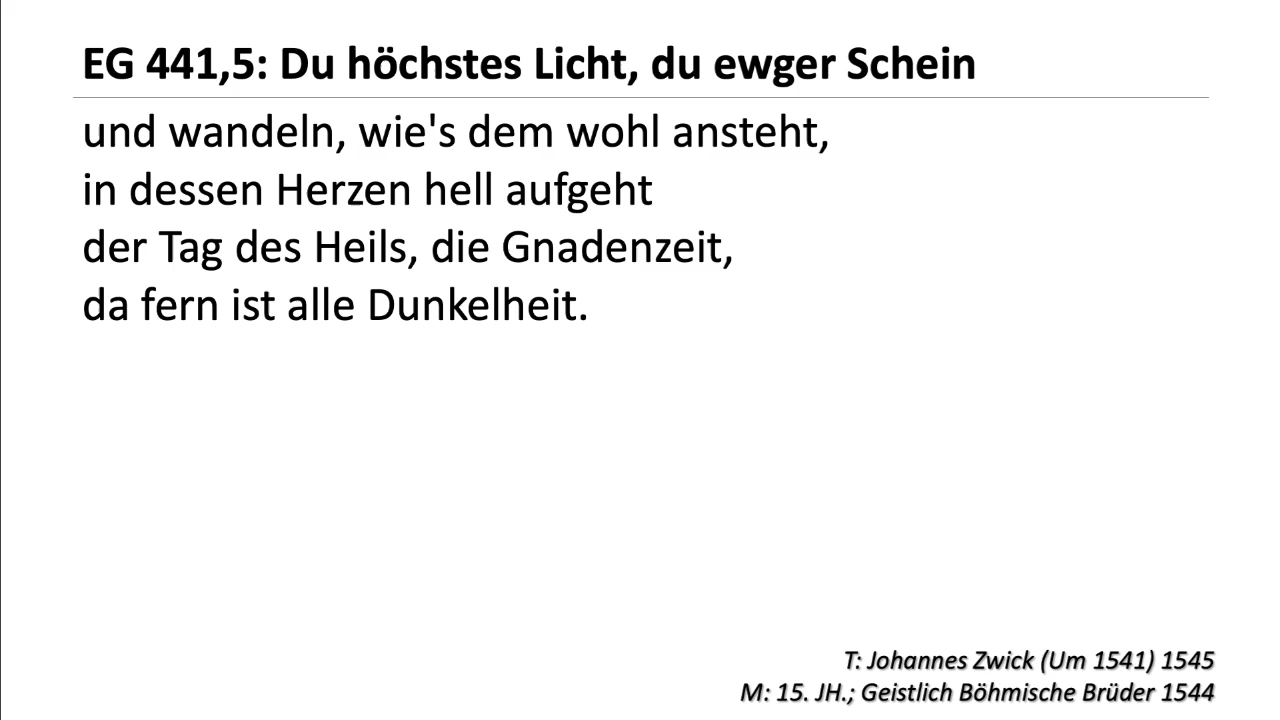 EG 441,5: Du höchstes Licht, du ewger Schein
und wandeln, wie's dem wohl ansteht,
in dessen Herzen hell aufgeht
der Tag des Heils, die Gnadenzeit,
da fern ist alle Dunkelheit.
T: Johannes Zwick (Um 1541) 1545
M: 15. JH.; Geistlich Böhmische Brüder 1544